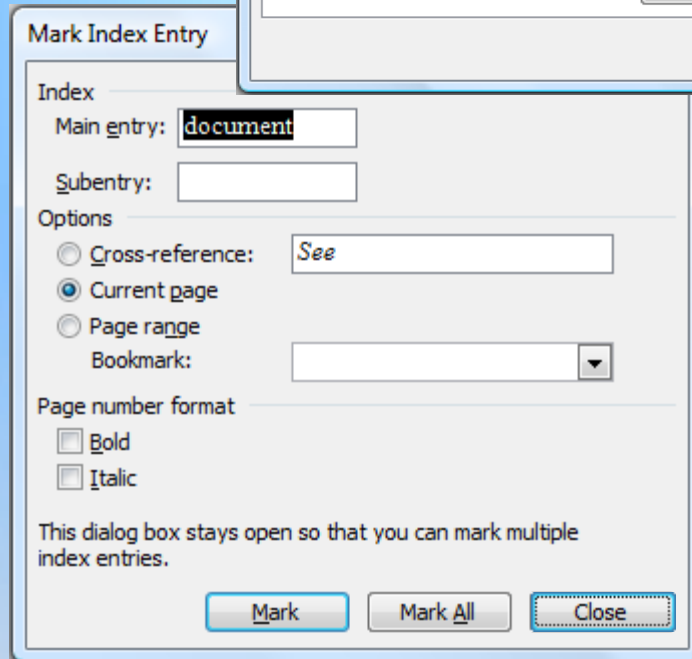 Mark Index Entry
Index
Main entry: document
Subentry:
Options
Cross-reference: See
Current page
Page range
Bookmark:
Page number format
Bold
Italic
This dialog box stays open so that you can mark multiple
index entries.
Mark Mark All Close